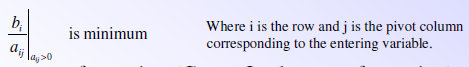 b_i / a_ij |_{a_ij>0} is minimum
Where i is the row and j is the pivot column
corresponding to the entering variable.